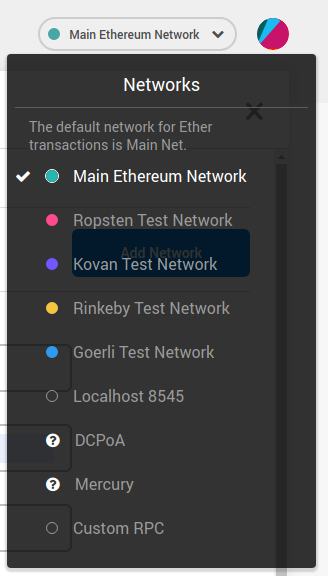 Main Ethereum Network
Networks
The default network for Ether
transactions is Main Net.
Main Ethereum Network
Ropsten Test Network
Add Network
Kovan Test Network
Rinkeby Test Network
Goerli Test Network
Localhost 8545
? DCPoA
? Mercury
Custom RPC